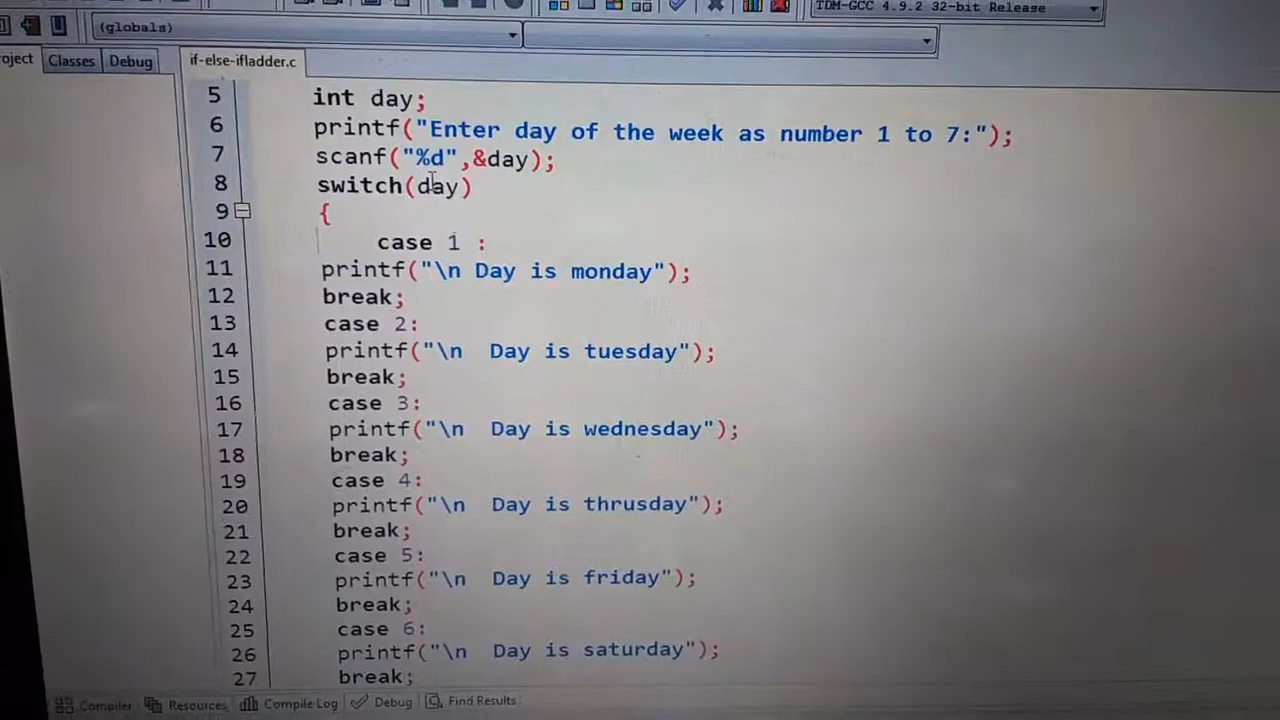 TDM-GCC 4.9.2 32-bit Release
(globals)
roject Classes Debug if-else-ifladder.c
5 int day;
6 printf("Enter day of the week as number 1 to 7:");
7 scanf("%d",&day);
8 switch(day)
9 {
10 case 1 :
11 printf("\n Day is monday");
12 break;
13 case 2:
14 printf("\n  Day is tuesday");
15 break;
16 case 3:
17 printf("\n  Day is wednesday");
18 break;
19 case 4:
20 printf("\n  Day is thrusday");
21 break;
22 case 5:
23 printf("\n  Day is friday");
24 break;
25 case 6:
26 printf("\n  Day is saturday");
27 break;
Compiler Resources Compile Log Debug Find Results